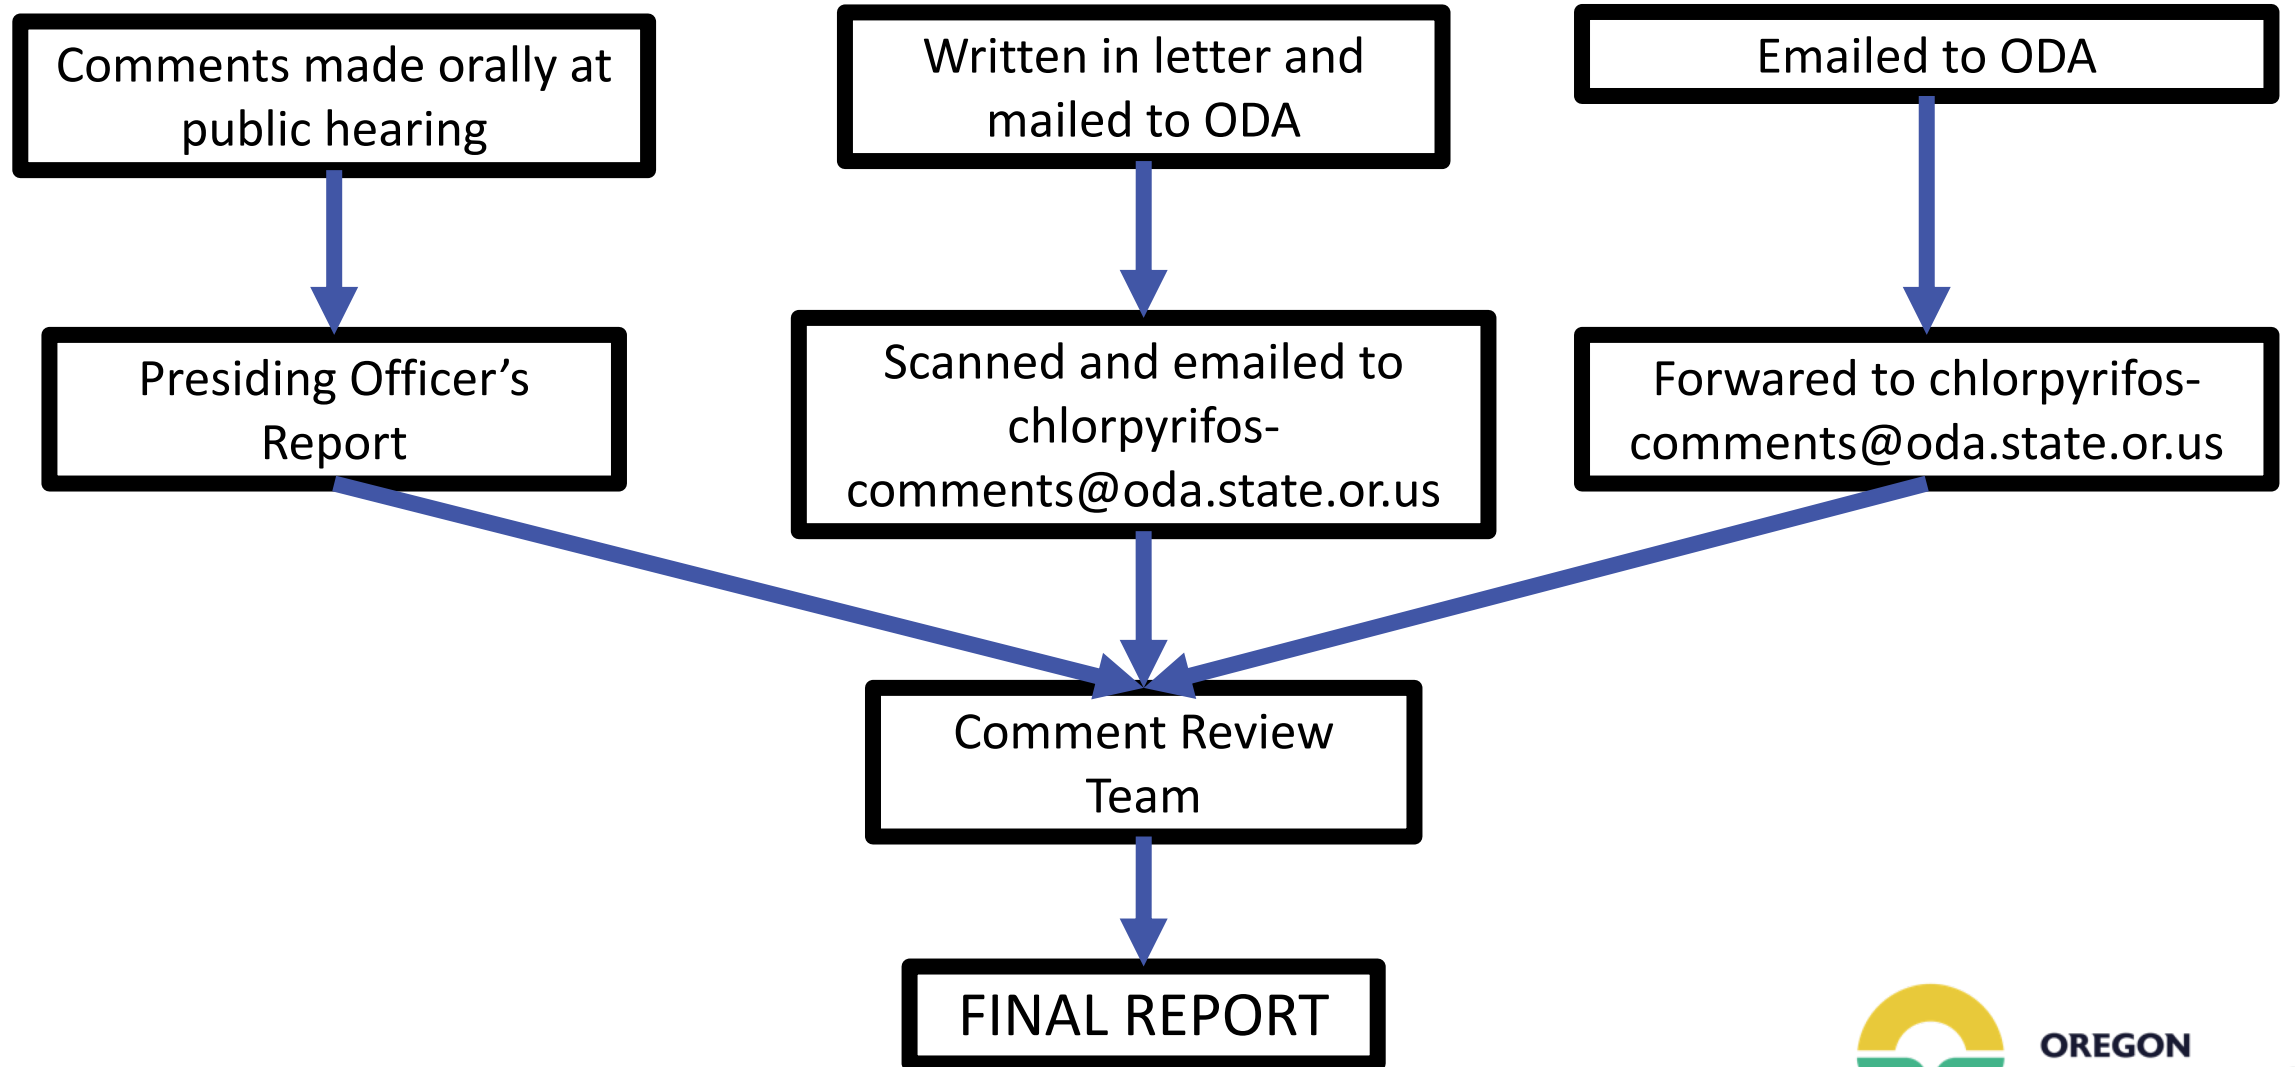 Comments made orally at
public hearing
Written in letter and
mailed to ODA
Emailed to ODA
Presiding Officer’s
Report
Scanned and emailed to
chlorpyrifos-
comments@oda.state.or.us
Forwared to chlorpyrifos-
comments@oda.state.or.us
Comment Review
Team
FINAL REPORT
OREGON